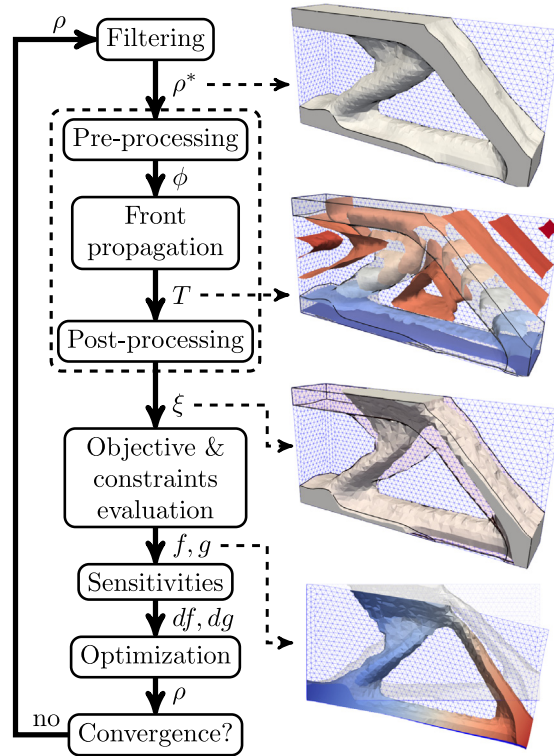 ρ
Filtering
ρ*
Pre-processing
ϕ
Front
propagation
T
Post-processing
ξ
Objective &
constraints
evaluation
f, g
Sensitivities
df, dg
Optimization
ρ
no
Convergence?